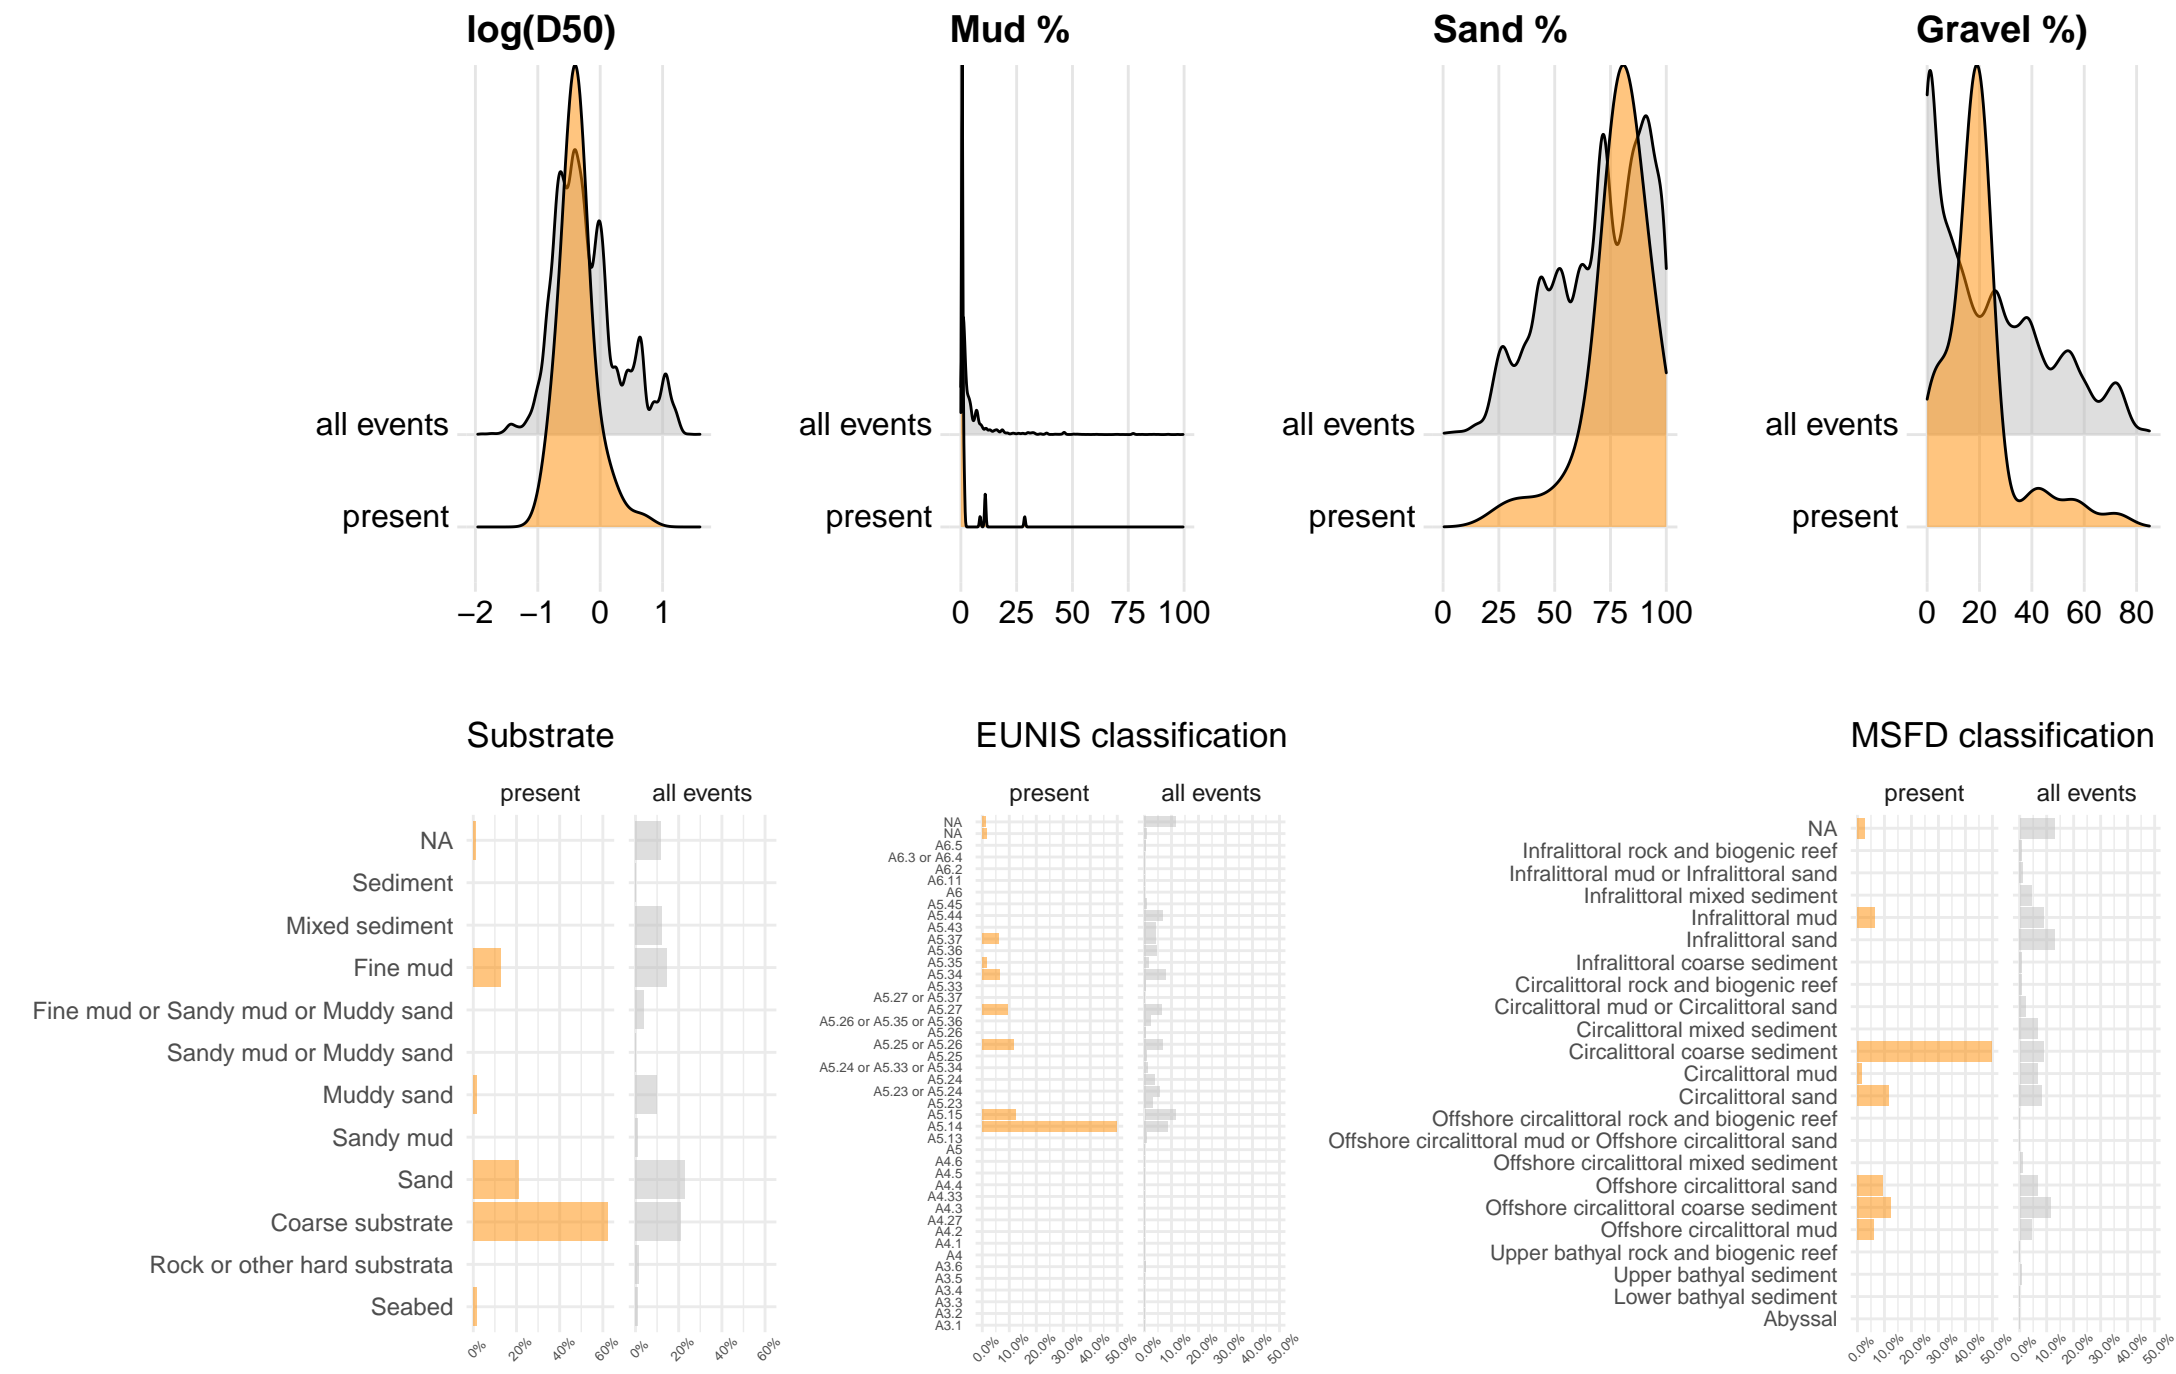 log(D50)
Mud %
Sand %
Gravel %)
all events
present
−2 −1 0 1
all events
present
0 25 50 75 100
all events
present
0 25 50 75 100
all events
present
0 20 40 60 80
Substrate
present all events
NA
Sediment
Mixed sediment
Fine mud
Fine mud or Sandy mud or Muddy sand
Sandy mud or Muddy sand
Muddy sand
Sandy mud
Sand
Coarse substrate
Rock or other hard substrata
Seabed
0% 20% 40% 60% 0% 20% 40% 60%
EUNIS classification
present all events
NA
NA
A6.5
A6.3 or A6.4
A6.2
A6.11
A6
A5.45
A5.44
A5.43
A5.37
A5.36
A5.35
A5.34
A5.33
A5.27 or A5.37
A5.27
A5.26 or A5.35 or A5.36
A5.26
A5.25 or A5.26
A5.25
A5.24 or A5.33 or A5.34
A5.24
A5.23 or A5.24
A5.23
A5.15
A5.14
A5.13
A5
A4.6
A4.5
A4.4
A4.33
A4.3
A4.27
A4.2
A4.1
A4
A3.6
A3.5
A3.4
A3.3
A3.2
A3.1
0.0% 10.0% 20.0% 30.0% 40.0% 50.0% 0.0% 10.0% 20.0% 30.0% 40.0% 50.0%
MSFD classification
present all events
NA
Infralittoral rock and biogenic reef
Infralittoral mud or Infralittoral sand
Infralittoral mixed sediment
Infralittoral mud
Infralittoral sand
Infralittoral coarse sediment
Circalittoral rock and biogenic reef
Circalittoral mud or Circalittoral sand
Circalittoral mixed sediment
Circalittoral coarse sediment
Circalittoral mud
Circalittoral sand
Offshore circalittoral rock and biogenic reef
Offshore circalittoral mud or Offshore circalittoral sand
Offshore circalittoral mixed sediment
Offshore circalittoral sand
Offshore circalittoral coarse sediment
Offshore circalittoral mud
Upper bathyal rock and biogenic reef
Upper bathyal sediment
Lower bathyal sediment
Abyssal
0.0% 10.0% 20.0% 30.0% 40.0% 50.0% 0.0% 10.0% 20.0% 30.0% 40.0% 50.0%